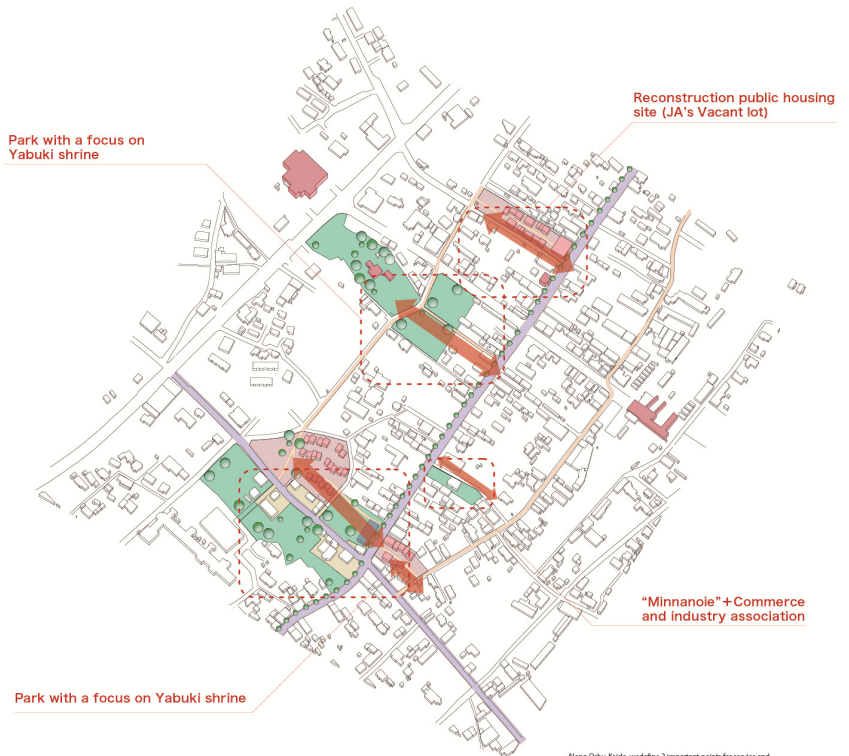 Reconstruction public housing
site (JA's Vacant lot)
Park with a focus on
Yabuki shrine
"Minnanoie"+Commerce
and industry association
Park with a focus on Yabuki shrine